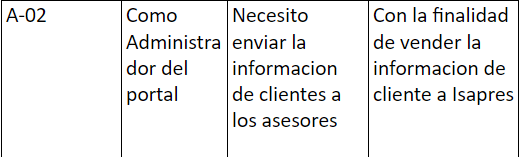 A-02
Como
Administra
dor del
portal
Necesito
enviar la
informacion
de clientes a
los asesores
Con la finalidad
de vender la
informacion de
cliente a Isapres